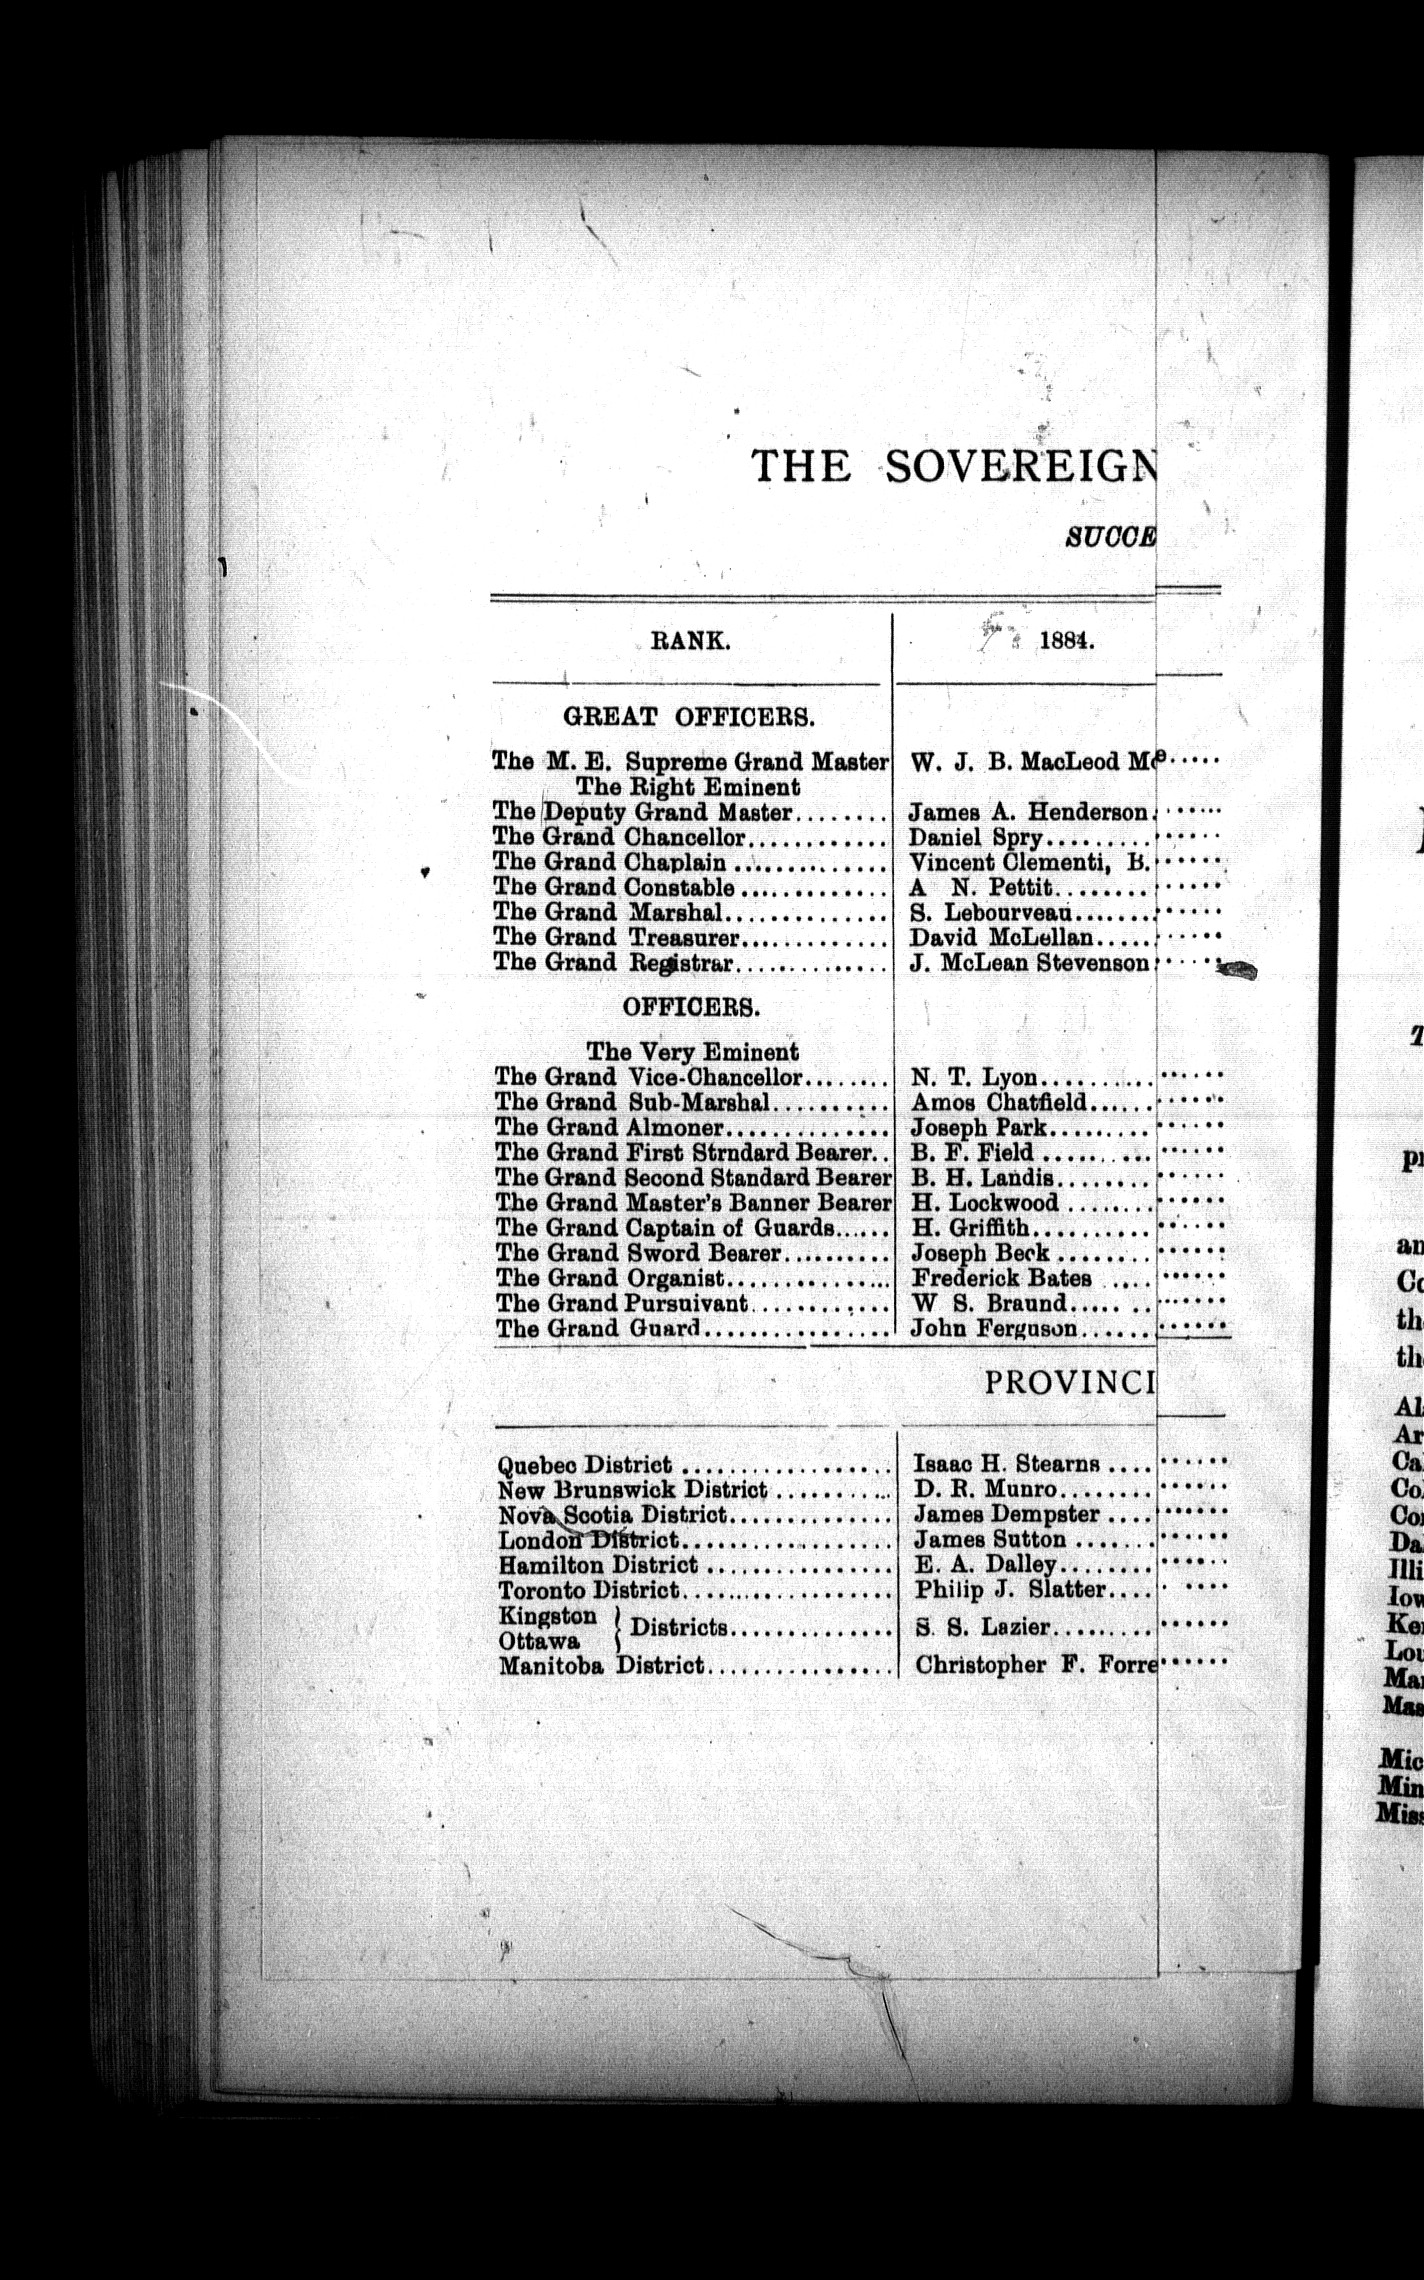 THE SOVEREIGN
SUCCE
RANK. 1884.
GREAT OFFICERS.
The M. E. Supreme Grand Master W. J. B. MacLeod
The Right Eminent
The Deputy Grand Master........ James A. Henderson
The Grand Chancellor............ Daniel Spry.........
The Grand Chaplain .............. Vincent Clementi, B.
The Grand Constable ............. A N. Pettit........
The Grand Marshal.............. S. Lebourveau.......
The Grand Treasurer............. David McLellan.....
The Grand Registrar.............. J. McLean Stevenson
OFFICERS.
The Very Eminent
The Grand Vice-Chancellor........ N. T. Lyon..........
The Grand Sub-Marshal.......... Amos Chatfield......
The Grand Almoner.............. Joseph Park.........
The Grand First Strndard Bearer.. B. F. Field .........
The Grand Second Standard Bearer B. H. Landis........
The Grand Master's Banner Bearer H. Lockwood ........
The Grand Captain of Guards...... H. Griffith..........
The Grand Sword Bearer.......... Joseph Beck ........
The Grand Organist............... Frederick Bates ....
The Grand Pursuivant............ W S. Braund..... ..
The Grand Guard................ John Ferguson......
PROVINCI
Quebec District ................... Isaac H. Stearns ....
New Brunswick District .......... D. R. Munro........
Nova Scotia District.............. James Dempster ....
London District.................. James Sutton .......
Hamilton District ................ E. A. Dalley........
Toronto District.................. Philip J. Slatter....
Kingston
Ottawa } Districts.............. S. S. Lazier.........
Manitoba District................ Christopher F. Forre